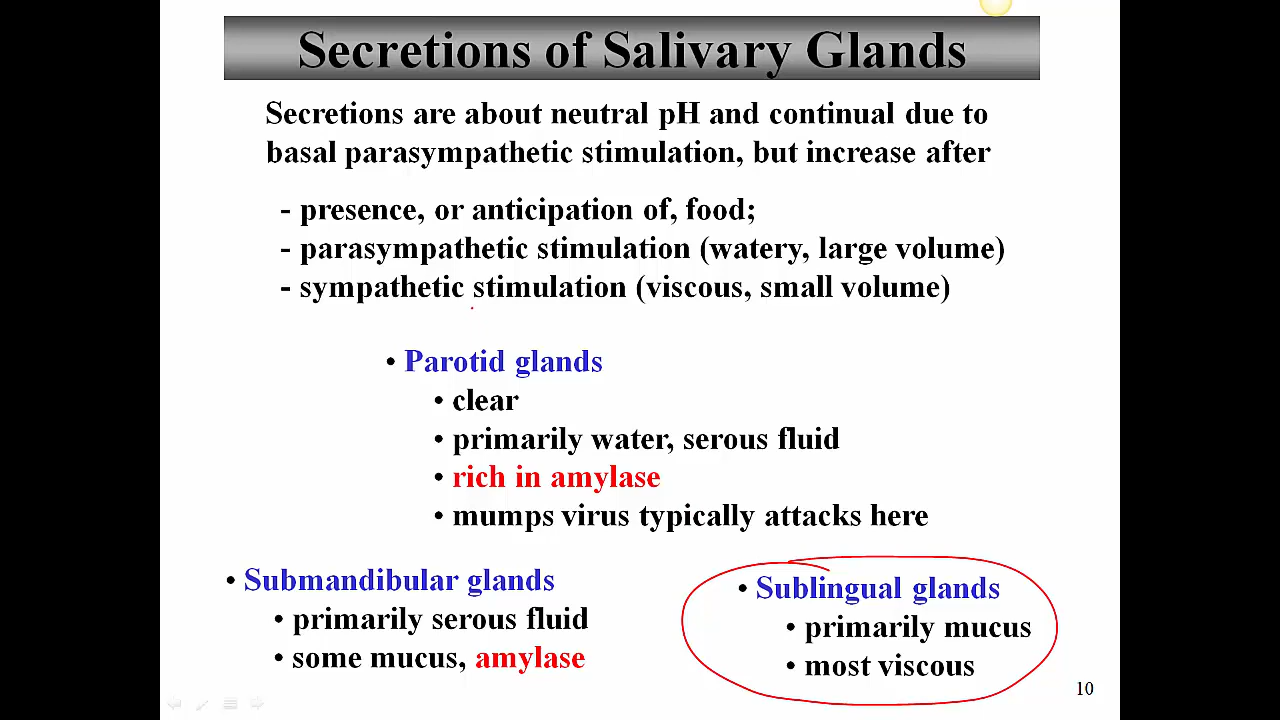 Secretions of Salivary Glands
Secretions are about neutral pH and continual due to
basal parasympathetic stimulation, but increase after
- presence, or anticipation of, food;
- parasympathetic stimulation (watery, large volume)
- sympathetic stimulation (viscous, small volume)
• Parotid glands
• clear
• primarily water, serous fluid
• rich in amylase
• mumps virus typically attacks here
• Submandibular glands
• primarily serous fluid
• some mucus, amylase
• Sublingual glands
• primarily mucus
• most viscous
10